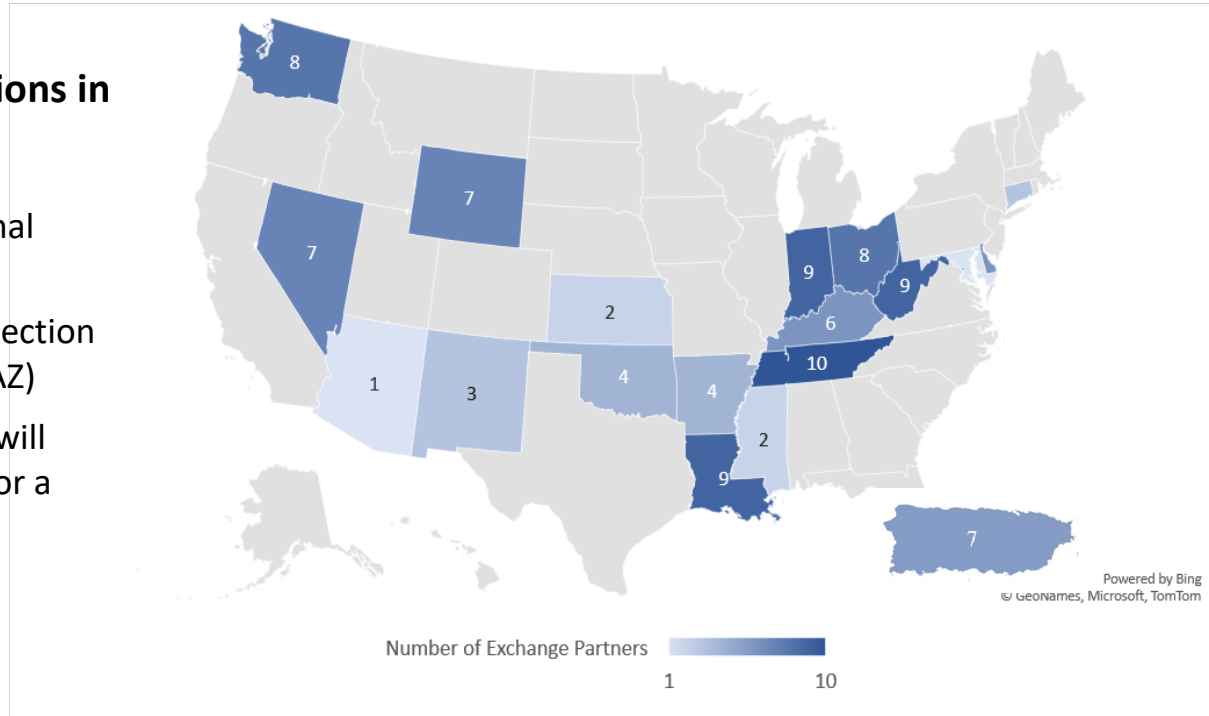 ions in
nal
ection
AZ)
will
or a
8
7
7
9
8
9
2
6
10
1
3
4
4
2
9
7
Powered by Bing
© GeoNames, Microsoft, TomTom
Number of Exchange Partners
1 10